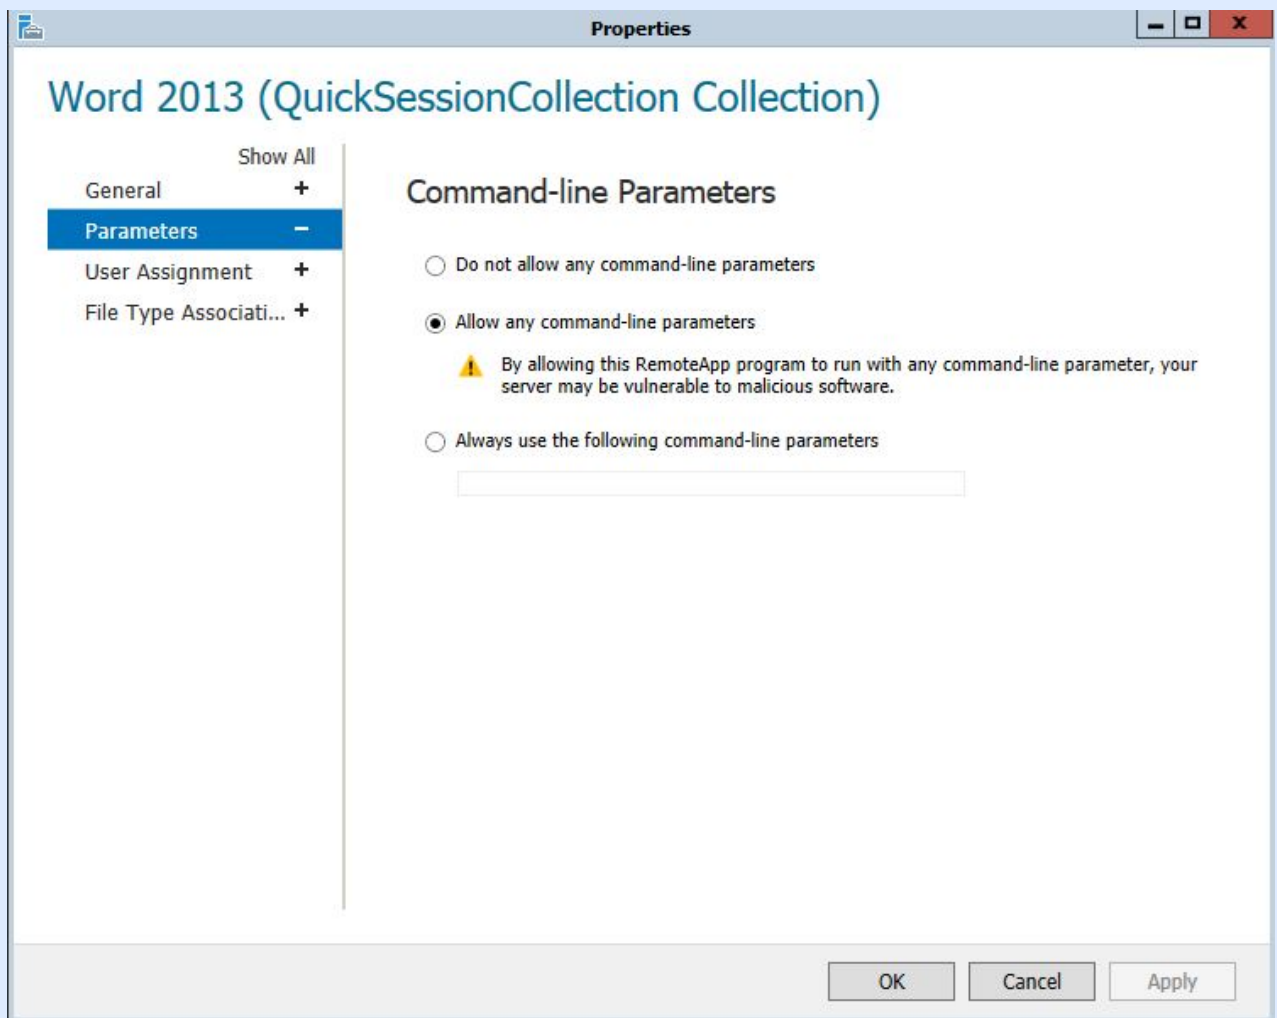 Properties
Word 2013 (QuickSessionCollection Collection)
Show All
General +
Parameters –
User Assignment +
File Type Associati... +
Command-line Parameters
Do not allow any command-line parameters
Allow any command-line parameters
By allowing this RemoteApp program to run with any command-line parameter, your
server may be vulnerable to malicious software.
Always use the following command-line parameters
OK Cancel Apply